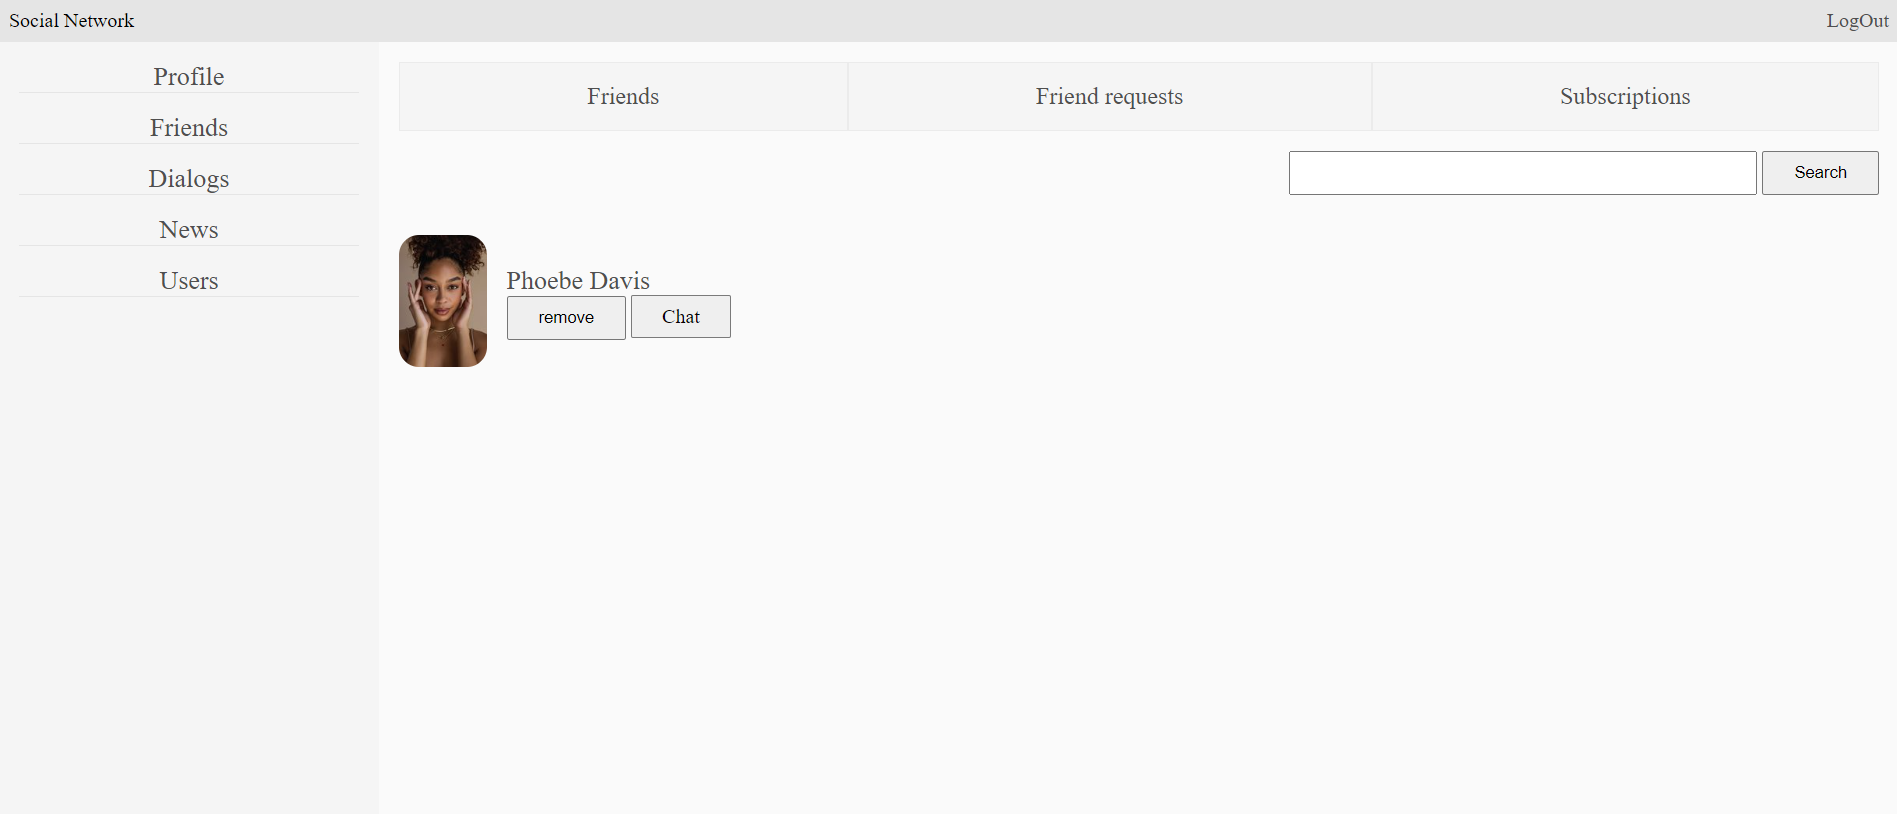 Social Network
LogOut
Profile
Friends
Dialogs
News
Users
Friends
Friend requests
Subscriptions
Search
Phoebe Davis
remove
Chat